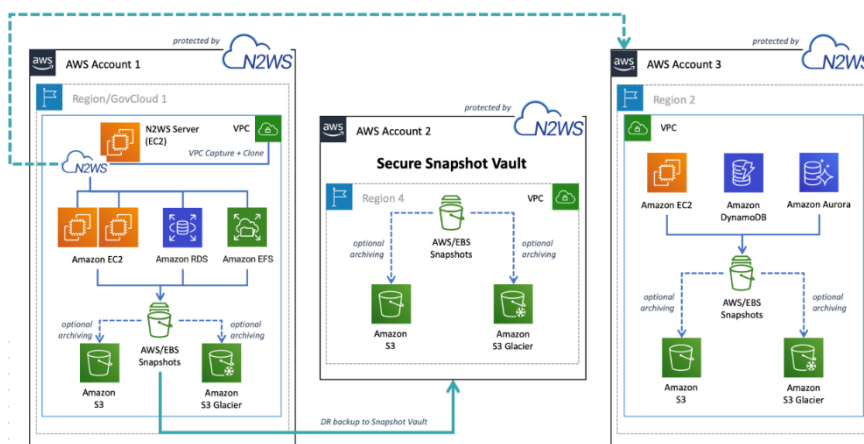 protected by
N2WS
aws
AWS Account 1
Region/GovCloud 1
N2WS Server
(EC2)
VPC
VPC Capture + Clone
N2WS
Amazon EC2
Amazon RDS
Amazon EFS
optional
archiving
optional
archiving
AWS/EBS
Snapshots
Amazon
S3
Amazon
S3 Glacier
DR backup to Snapshot Vault
protected by
N2WS
aws
AWS Account 2
Secure Snapshot Vault
Region 4
VPC
AWS/EBS
Snapshots
optional
archiving
optional
archiving
Amazon
S3
Amazon
S3 Glacier
protected by
N2WS
aws
AWS Account 3
Region 2
VPC
Amazon EC2
Amazon
DynamoDB
Amazon Aurora
AWS/EBS
Snapshots
optional
archiving
optional
archiving
Amazon
S3
Amazon
S3 Glacier